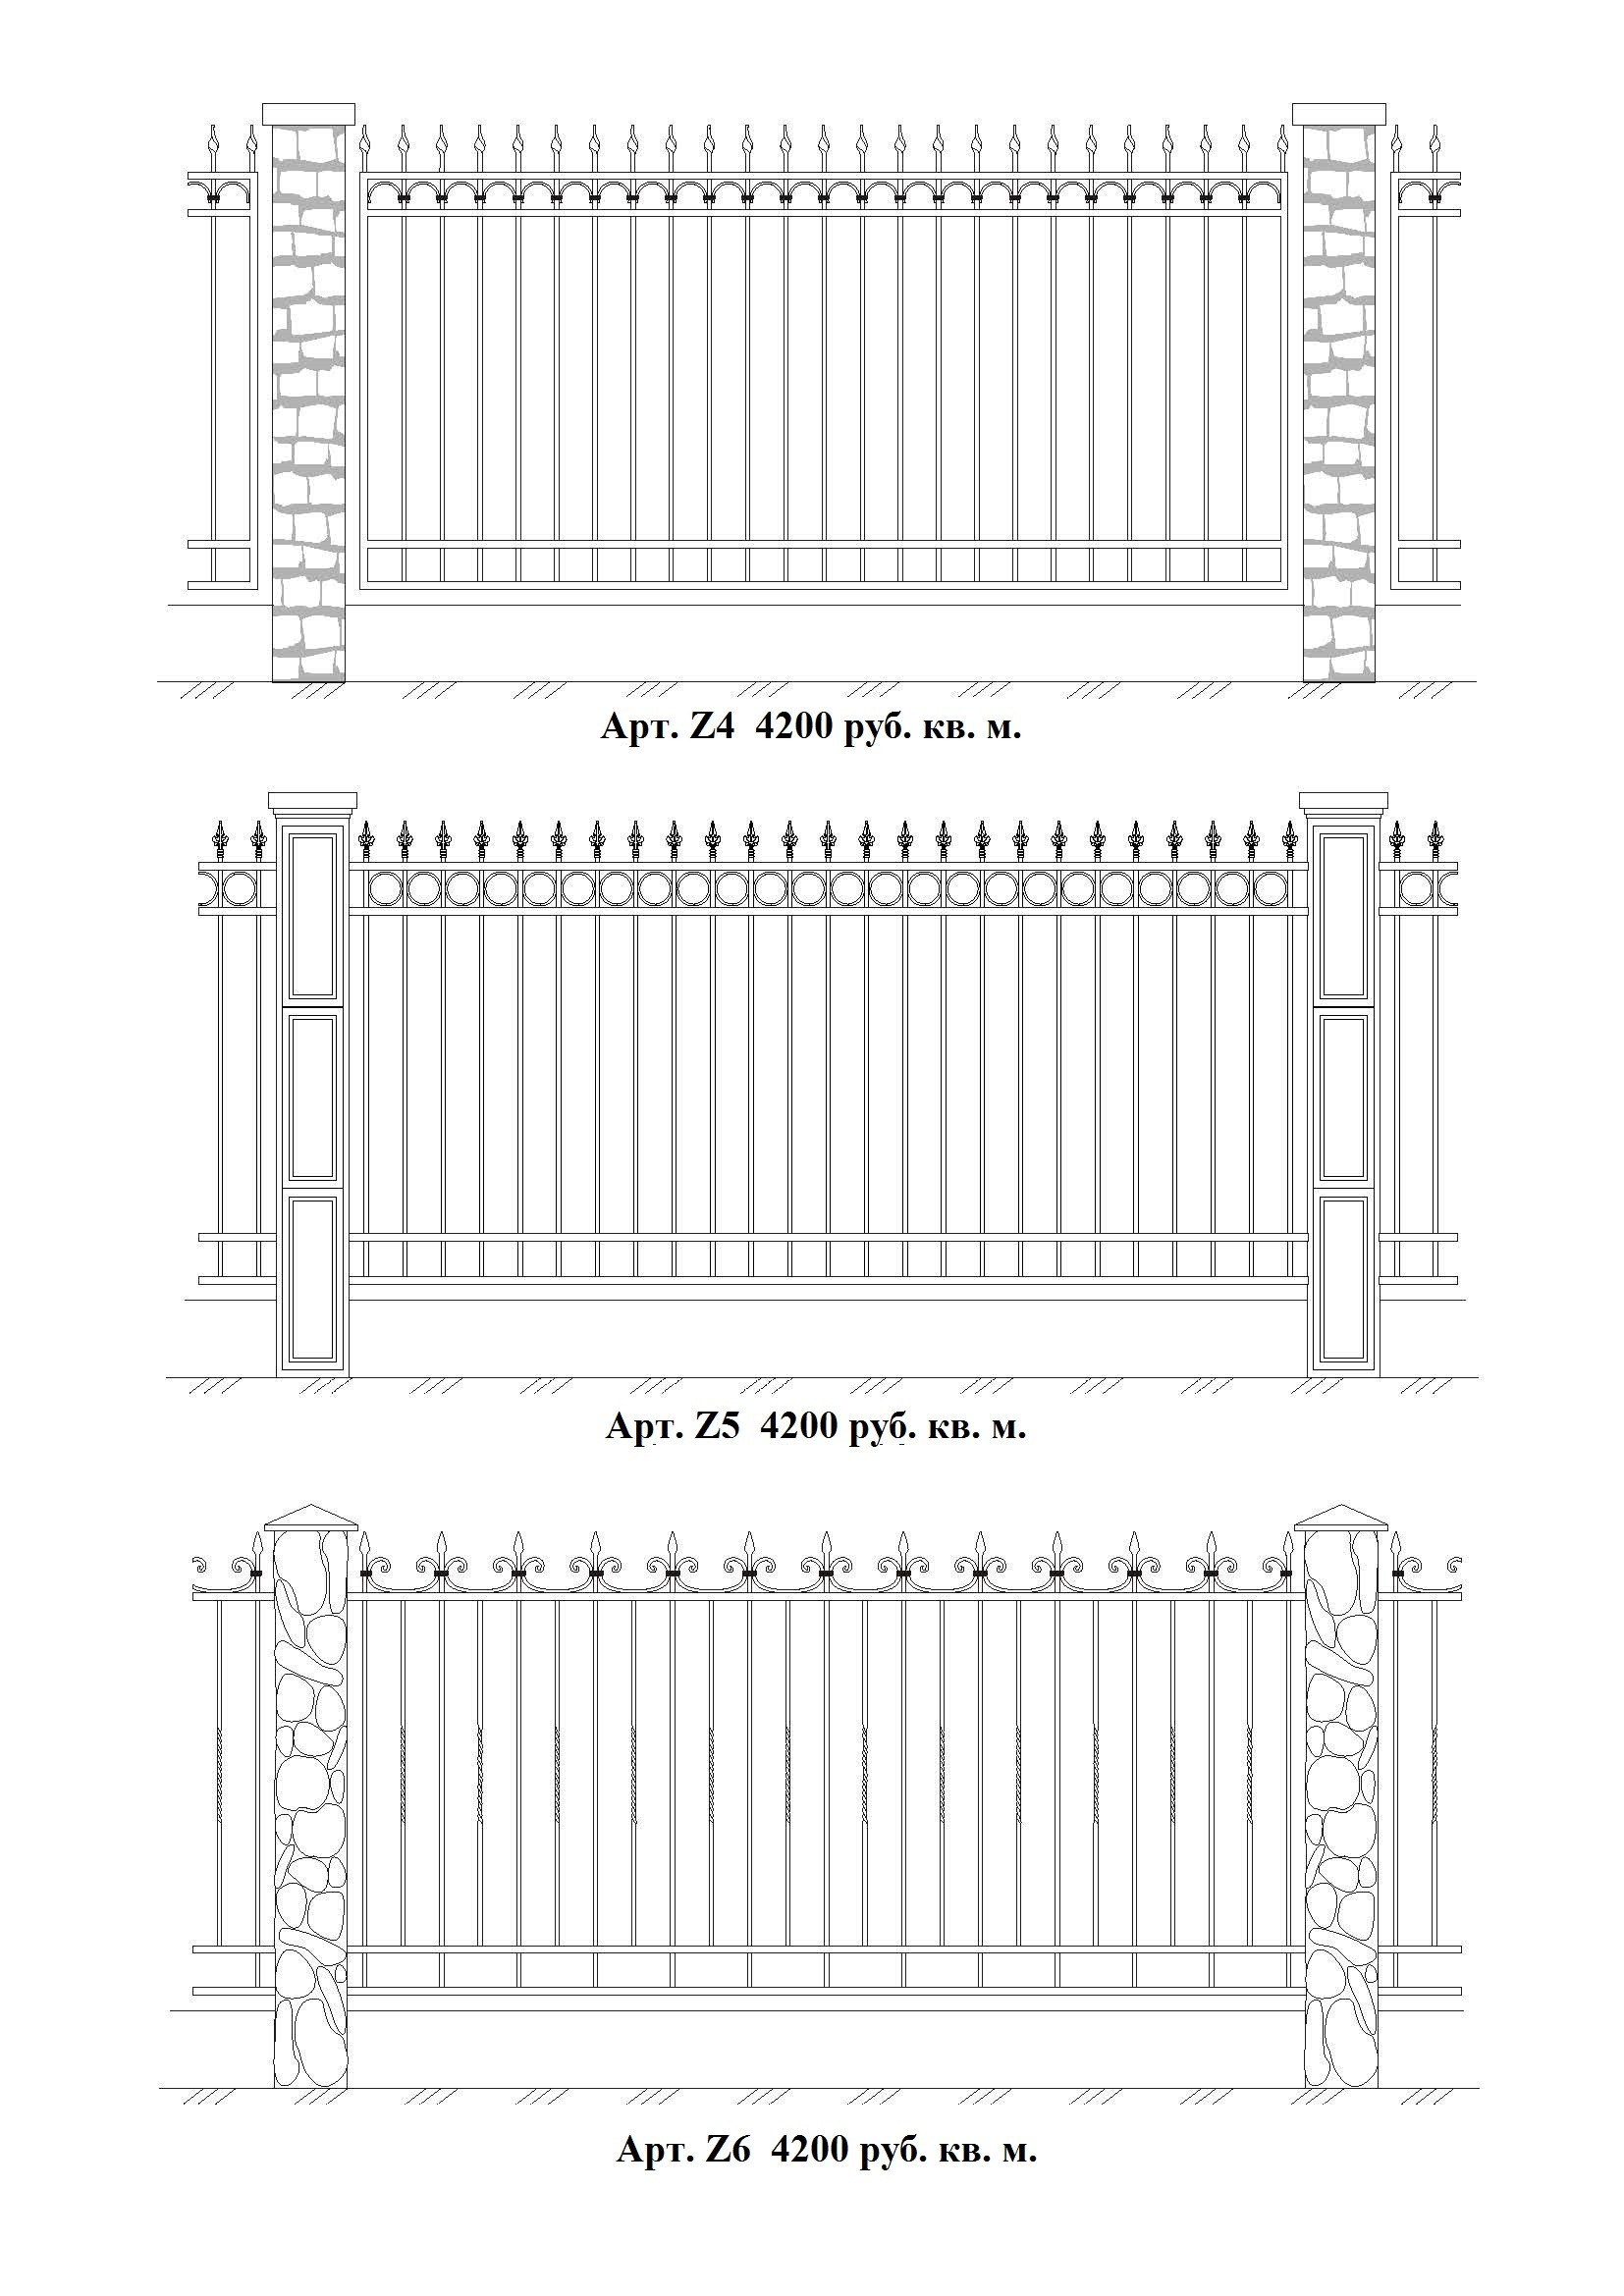 Арт. Z4  4200 руб. кв. м.
Арт. Z5  4200 руб. кв. м.
Арт. Z6  4200 руб. кв. м.